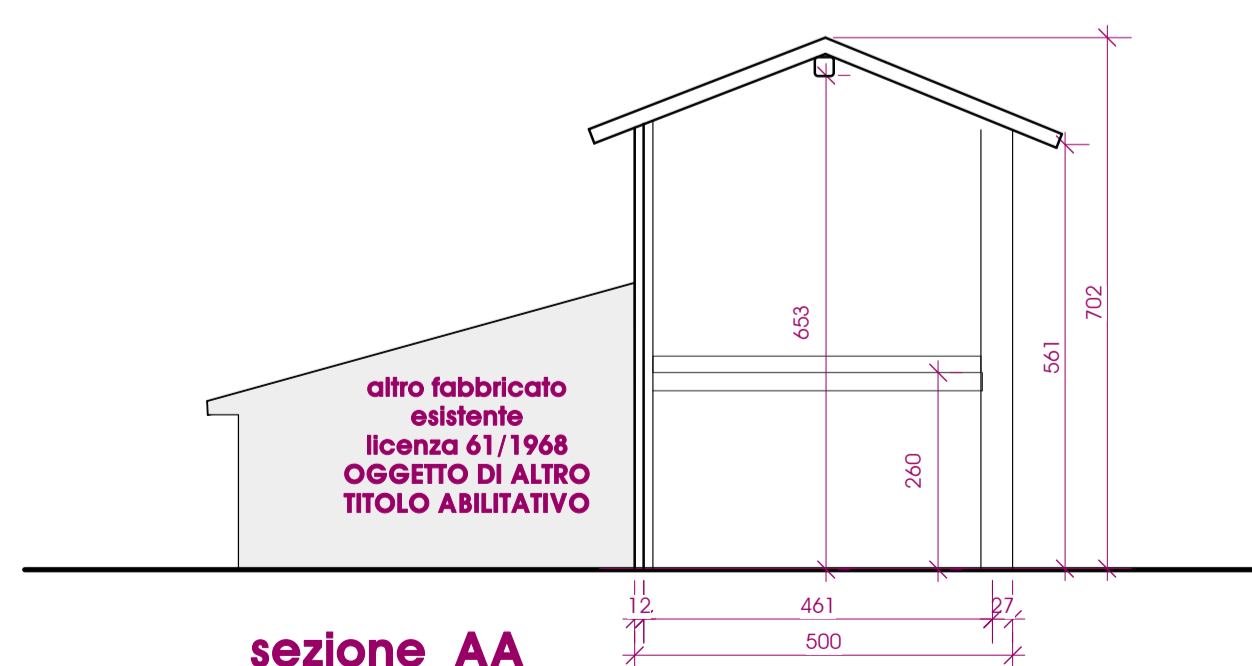 702
653
561
altro fabbricato
esistente
licenza 61/1968
OGGETTO DI ALTRO
TITOLO ABILITATIVO
260
12 461 27
500
sezione AA